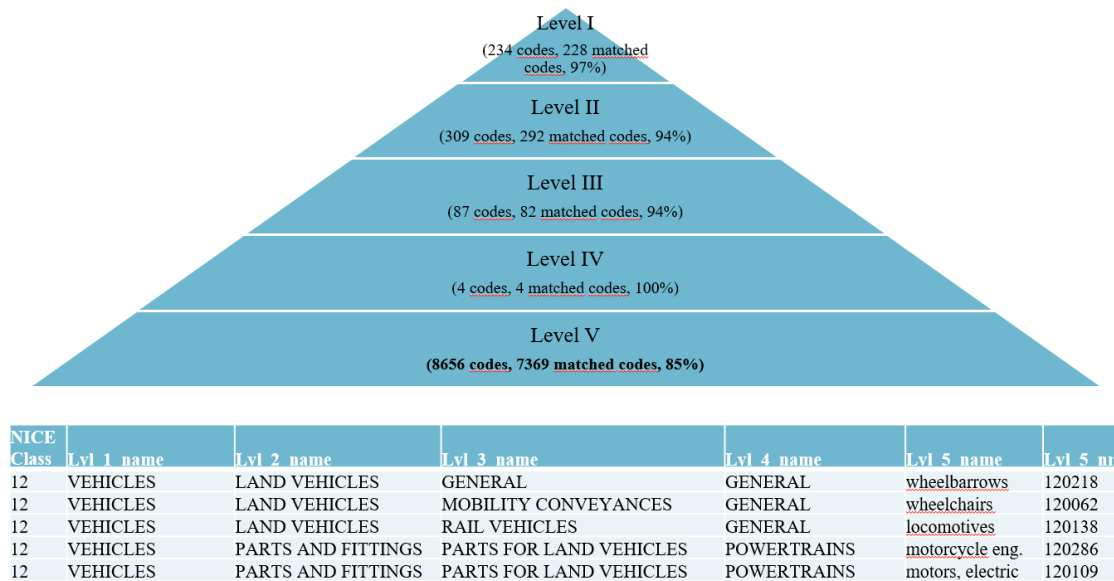 Level I
(234 codes, 228 matched
codes, 97%)
Level II
(309 codes, 292 matched codes, 94%)
Level III
(87 codes, 82 matched codes, 94%)
Level IV
(4 codes, 4 matched codes, 100%)
Level V
(8656 codes, 7369 matched codes, 85%)
NICE
Class Lvl_1_name Lvl_2_name Lvl_3_name Lvl_4_name Lvl_5_name
12 VEHICLES LAND VEHICLES GENERAL GENERAL wheelbarrows 120218
12 VEHICLES LAND VEHICLES MOBILITY CONVEYANCES GENERAL wheelchairs 120062
12 VEHICLES LAND VEHICLES RAIL VEHICLES GENERAL locomotives 120138
12 VEHICLES PARTS AND FITTINGS PARTS FOR LAND VEHICLES POWERTRAINS motorcycle eng. 120286
12 VEHICLES PARTS AND FITTINGS PARTS FOR LAND VEHICLES POWERTRAINS motors, electric 120109